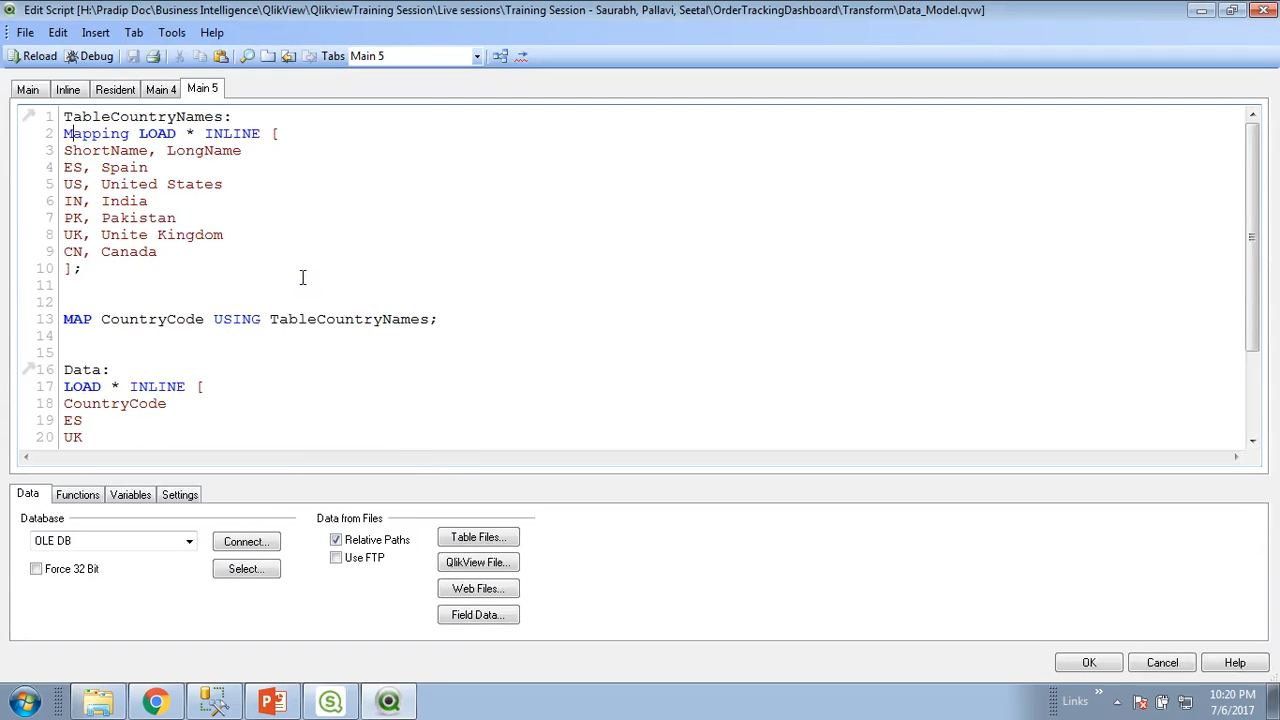 Edit Script [H:\Pradip Doc\Business Intelligence\QlikView\QlikviewTraining Session\Live sessions\Training Session - Saurabh, Pallavi, Seetal\OrderTrackingDashboard\Transform\Data_Model.qvw]
File Edit Insert Tab Tools Help
Reload Debug Tabs Main 5
Main Inline Resident Main 4 Main 5
1 TableCountryNames:
2 Mapping LOAD * INLINE [
3 ShortName, LongName
4 ES, Spain
5 US, United States
6 IN, India
7 PK, Pakistan
8 UK, Unite Kingdom
9 CN, Canada
10 ];
11
12
13 MAP CountryCode USING TableCountryNames;
14
15
16 Data:
17 LOAD * INLINE [
18 CountryCode
19 ES
20 UK
Data Functions Variables Settings
Database Data from Files
OLE DB Connect... Relative Paths Table Files...
Force 32 Bit Select... Use FTP QlikView File...
Web Files...
Field Data...
OK Cancel Help
Links » 10:20 PM
7/6/2017